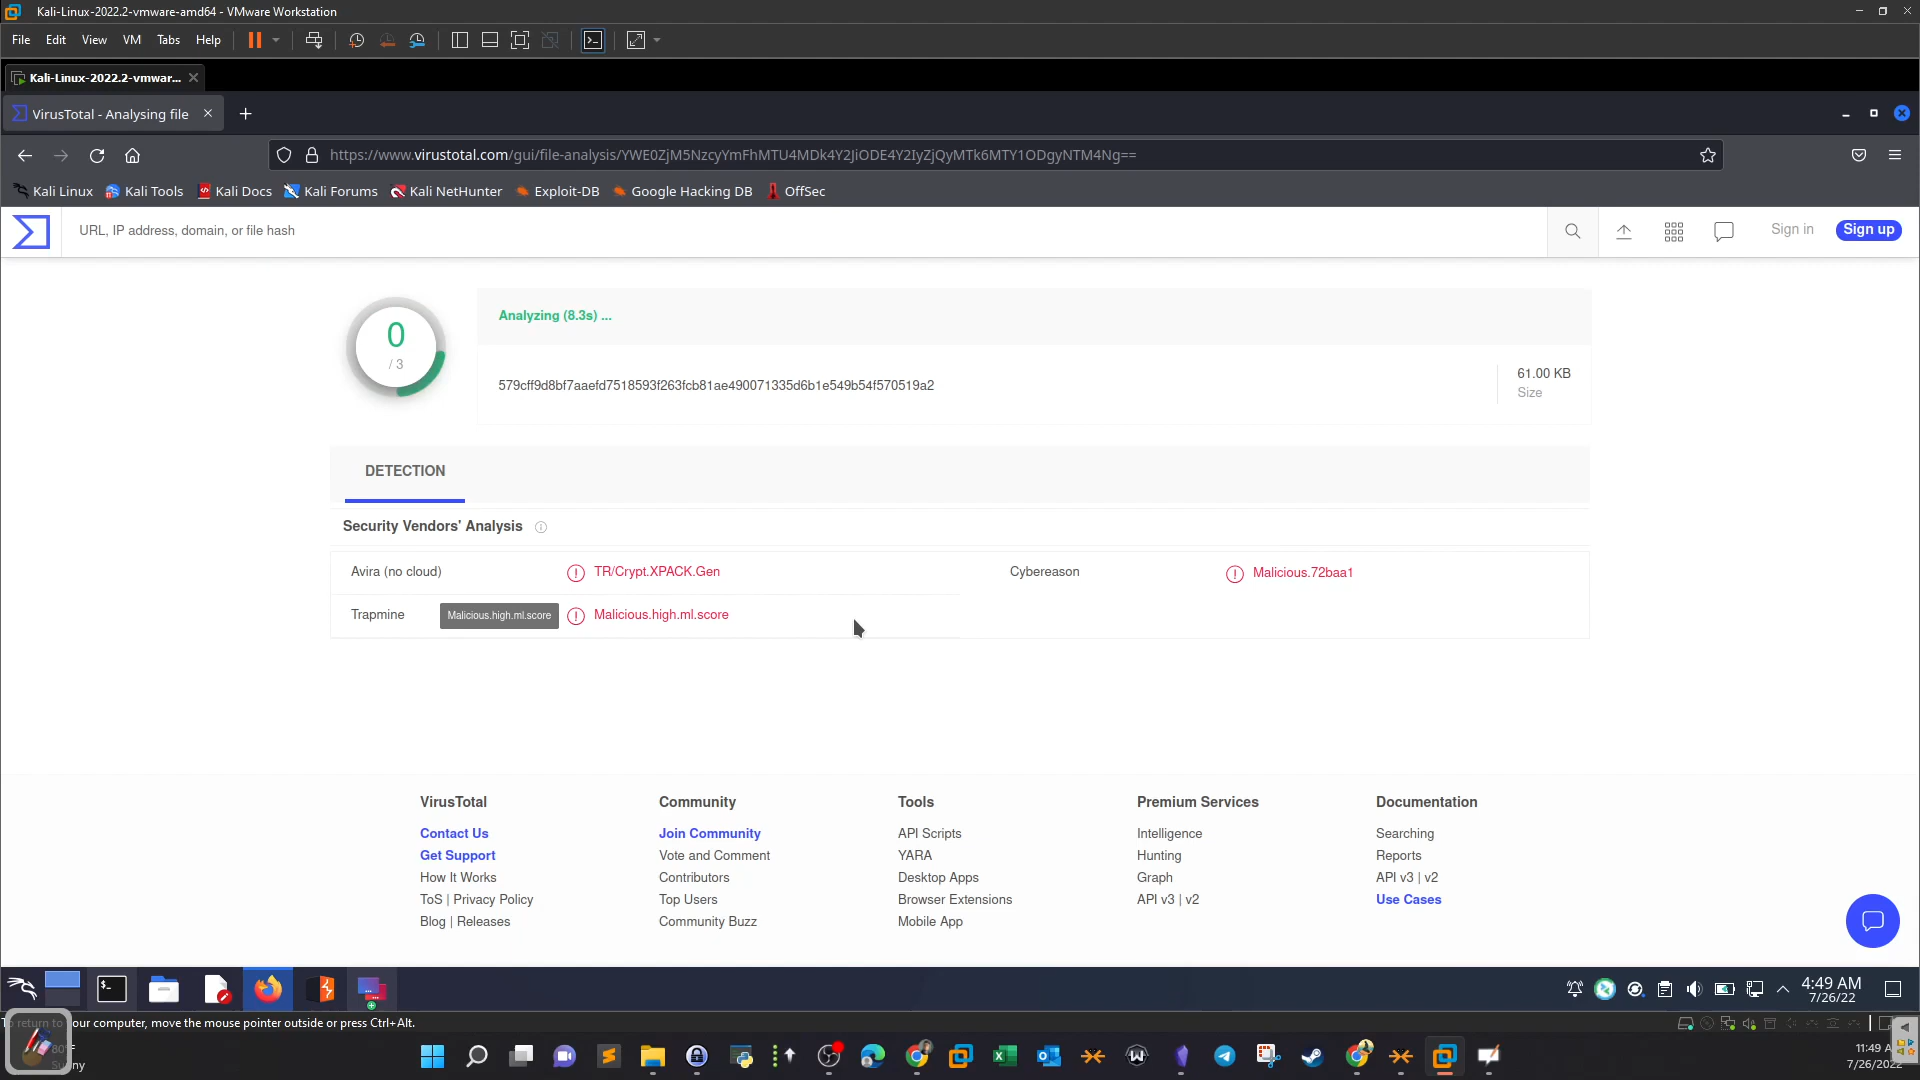 Kali-Linux-2022.2-vmware-amd64 - VMware Workstation
File Edit View VM Tabs Help
Kali-Linux-2022.2-vmwar...
VirusTotal - Analysing file
https://www.virustotal.com/gui/file-analysis/YWE0ZjM5NzcyYmFhMTU4MDk4Y2JiODE4Y2IyZjQyMTk6MTY1ODgyNTM4Ng==
Kali Linux Kali Tools Kali Docs Kali Forums Kali NetHunter Exploit-DB Google Hacking DB OffSec
URL, IP address, domain, or file hash
Sign in Sign up
0
/ 3
Analyzing (8.3s) ...
579cff9d8bf7aaefd7518593f263fcb81ae490071335d6b1e549b54f570519a2
61.00 KB
Size
DETECTION
Security Vendors' Analysis
Avira (no cloud) TR/Crypt.XPACK.Gen Cybereason Malicious.72baa1
Trapmine Malicious.high.ml.score Malicious.high.ml.score
VirusTotal Community Tools Premium Services Documentation
Contact Us Join Community API Scripts Intelligence Searching
Get Support Vote and Comment YARA Hunting Reports
How It Works Contributors Desktop Apps Graph API v3 | v2
ToS | Privacy Policy Top Users Browser Extensions API v3 | v2 Use Cases
Blog | Releases Community Buzz Mobile App
4:49 AM
7/26/22
return to your computer, move the mouse pointer outside or press Ctrl+Alt.
80°F
11:49
7/26/2022